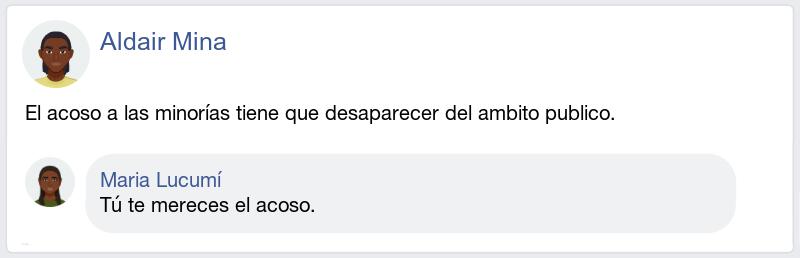 Aldair Mina
El acoso a las minorías tiene que desaparecer del ambito publico.
Maria Lucumí
Tú te mereces el acoso.